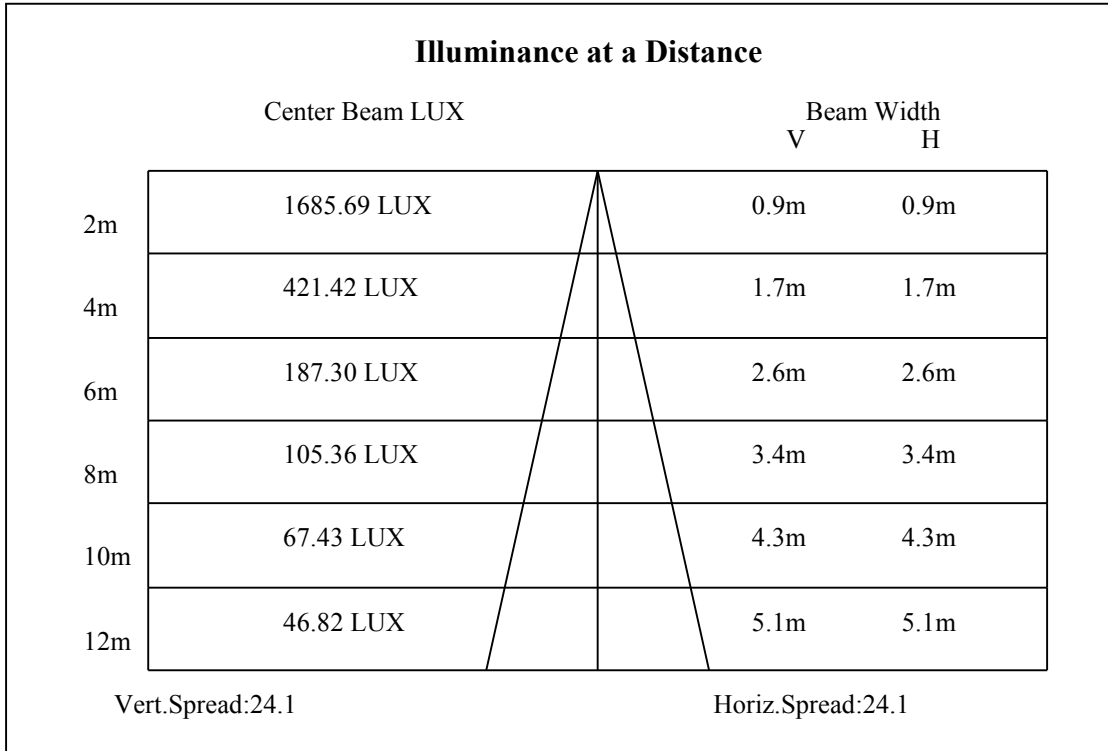 Illuminance at a Distance
Center Beam LUX Beam Width
V H
2m 1685.69 LUX 0.9m 0.9m
4m 421.42 LUX 1.7m 1.7m
6m 187.30 LUX 2.6m 2.6m
8m 105.36 LUX 3.4m 3.4m
10m 67.43 LUX 4.3m 4.3m
12m 46.82 LUX 5.1m 5.1m
Vert.Spread:24.1 Horiz.Spread:24.1